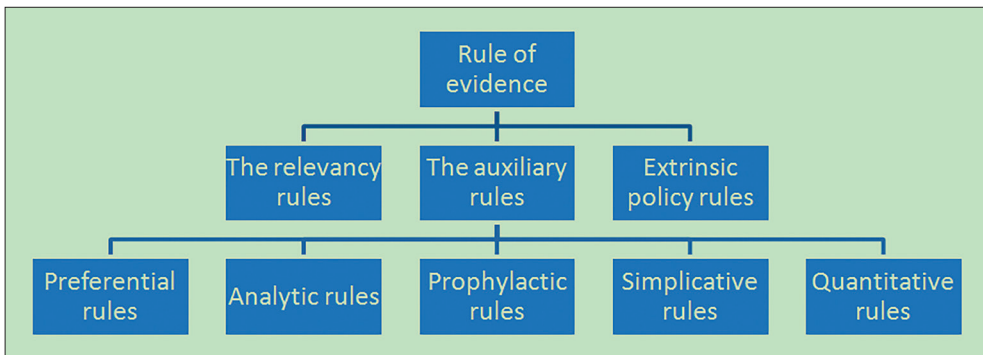 Rule of
evidence
The relevancy
rules
The auxiliary
rules
Extrinsic
policy rules
Preferential
rules
Analytic rules
Prophylactic
rules
Simplicative
rules
Quantitative
rules